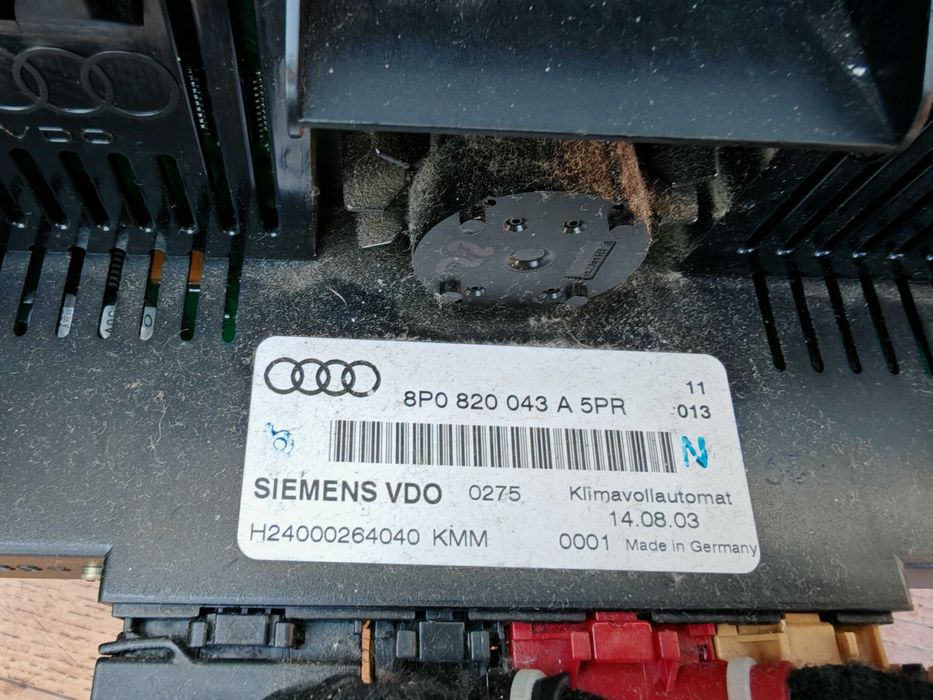 VDO
8P0 820 043 A 5PR
11
013
N
SIEMENS VDO 0275 Klimavollautomat
14.08.03
H24000264040 KMM 0001 Made in Germany